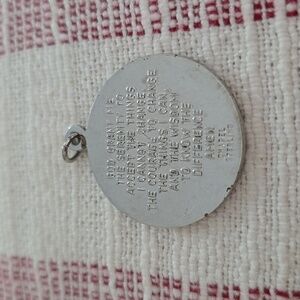 GOD GRANT ME
THE SERENITY TO
ACCEPT THE THINGS
I CANNOT CHANGE,
THE COURAGE TO CHANGE
THE THINGS I CAN,
AND THE WISDOM
TO KNOW THE
DIFFERENCE
AMEN